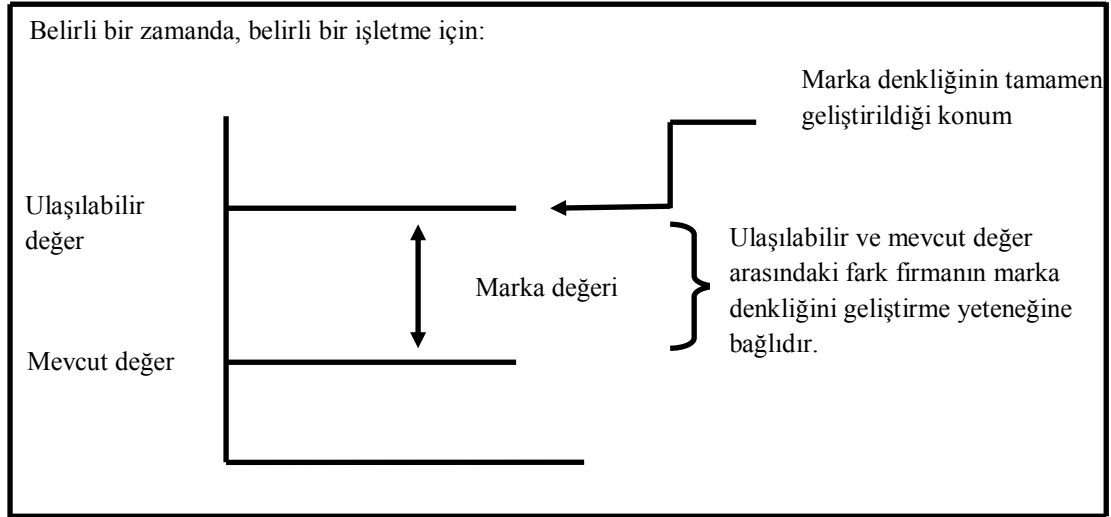 Belirli bir zamanda, belirli bir işletme için:
Marka denkliğinin tamamen
geliştirildiği konum
Ulaşılabilir
değer
Marka değeri
Ulaşılabilir ve mevcut değer
arasındaki fark firmanın marka
denkliğini geliştirme yeteneğine
bağlıdır.
Mevcut değer